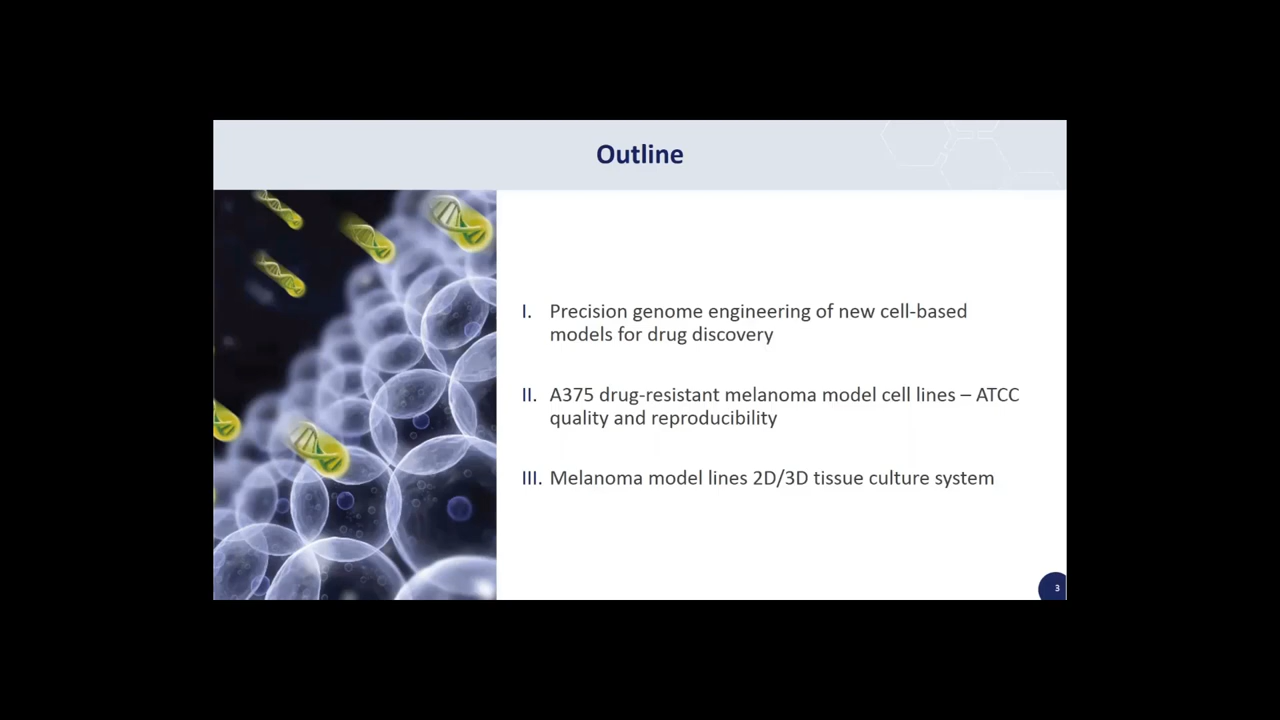 Outline
I. Precision genome engineering of new cell-based
models for drug discovery
II. A375 drug-resistant melanoma model cell lines – ATCC
quality and reproducibility
III. Melanoma model lines 2D/3D tissue culture system
3